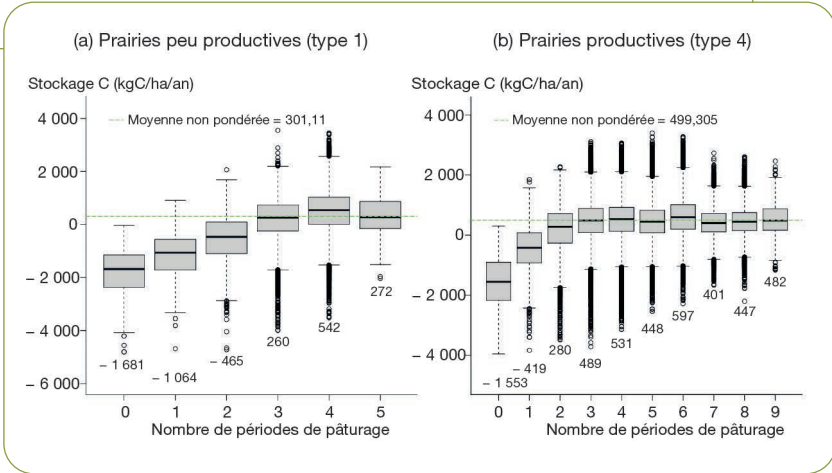 (a) Prairies peu productives (type 1)
Stockage C (kgC/ha/an)
Moyenne non pondérée = 301,11
4 000
2 000
0
– 2 000
– 4 000
– 6 000
– 1 681
– 1 064
– 465
260
542
272
0 1 2 3 4 5
Nombre de périodes de pâturage
(b) Prairies productives (type 4)
Stockage C (kgC/ha/an)
Moyenne non pondérée = 499,305
4 000
2 000
0
– 2 000
– 4 000
– 1 553
– 419
280
489
531
448
597
401
447
482
0 1 2 3 4 5 6 7 8 9
Nombre de périodes de pâturage